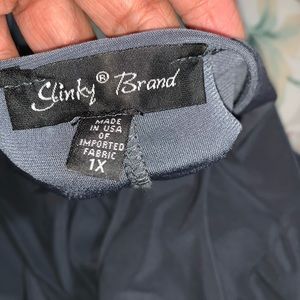 Slinky® Brand
MADE
IN USA
OF
IMPORTED
FABRIC
1X